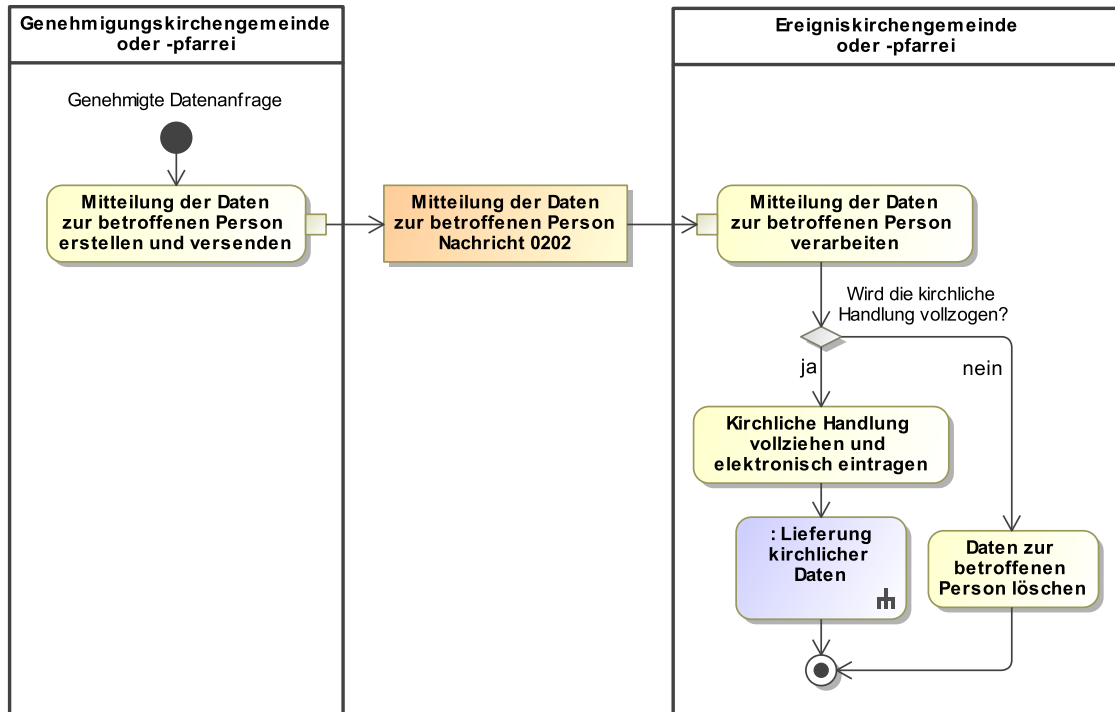 Genehmigungskirchengemeinde
oder -pfarrei
Ereigniskirchengemeinde
oder -pfarrei
Genehmigte Datenanfrage
Mitteilung der Daten
zur betroffenen Person
erstellen und versenden
Mitteilung der Daten
zur betroffenen Person
Nachricht 0202
Mitteilung der Daten
zur betroffenen Person
verarbeiten
Wird die kirchliche
Handlung vollzogen?
ja
nein
Kirchliche Handlung
vollziehen und
elektronisch eintragen
: Lieferung
kirchlicher
Daten
Daten zur
betroffenen
Person löschen